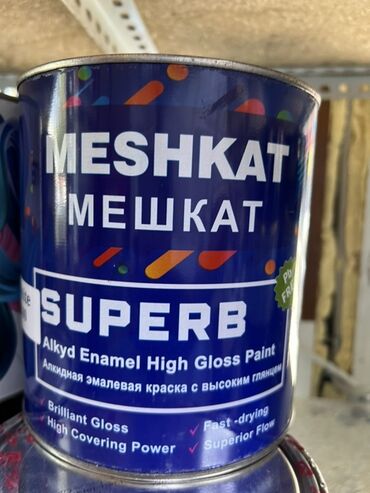 MESHKAT
МЕШКАТ
SUPERB
Alkyd Enamel High Gloss Paint
Алкидная эмалевая краска с высоким глянцем
✓ Brilliant Gloss
High Covering Power
✓ Fast -drying
✓ Superior Flow